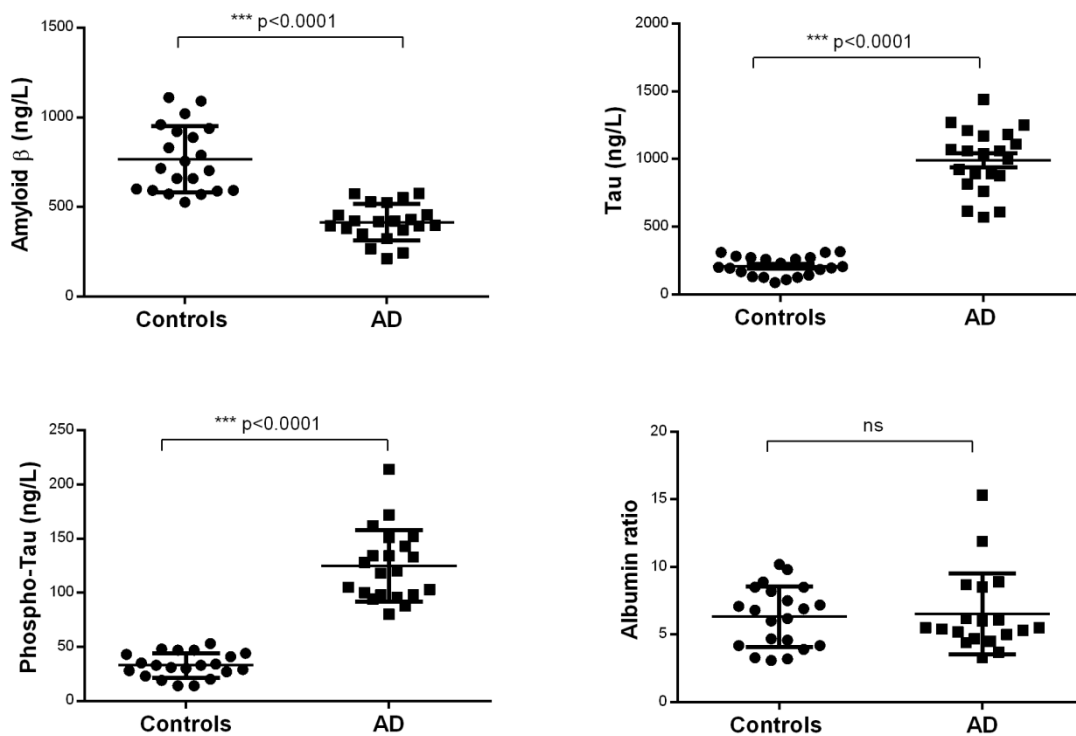 *** p<0.0001
Amyloid β (ng/L)
1500
1000
500
0
Controls
AD
*** p<0.0001
Tau (ng/L)
2000
1500
1000
500
0
Controls
AD
*** p<0.0001
Phospho-Tau (ng/L)
250
200
150
100
50
0
Controls
AD
ns
Albumin ratio
20
15
10
5
0
Controls
AD